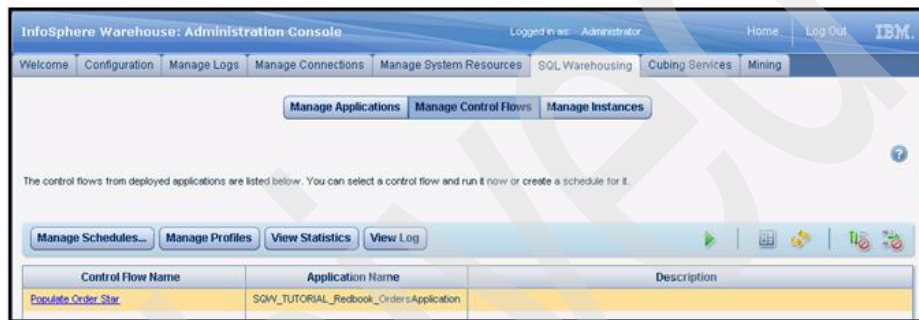 InfoSphere Warehouse: Administration Console Logged in as: Administrator Home Log Out IBM.
Welcome Configuration Manage Logs Manage Connections Manage System Resources SQL Warehousing Cubing Services Mining
Manage Applications Manage Control Flows Manage Instances
?
The control flows from deployed applications are listed below. You can select a control flow and run it now or create a schedule for it.
Manage Schedules... Manage Profiles View Statistics View Log
Control Flow Name Application Name Description
Populate Order Star SQW_TUTORIAL_Redbook_OrdersApplication